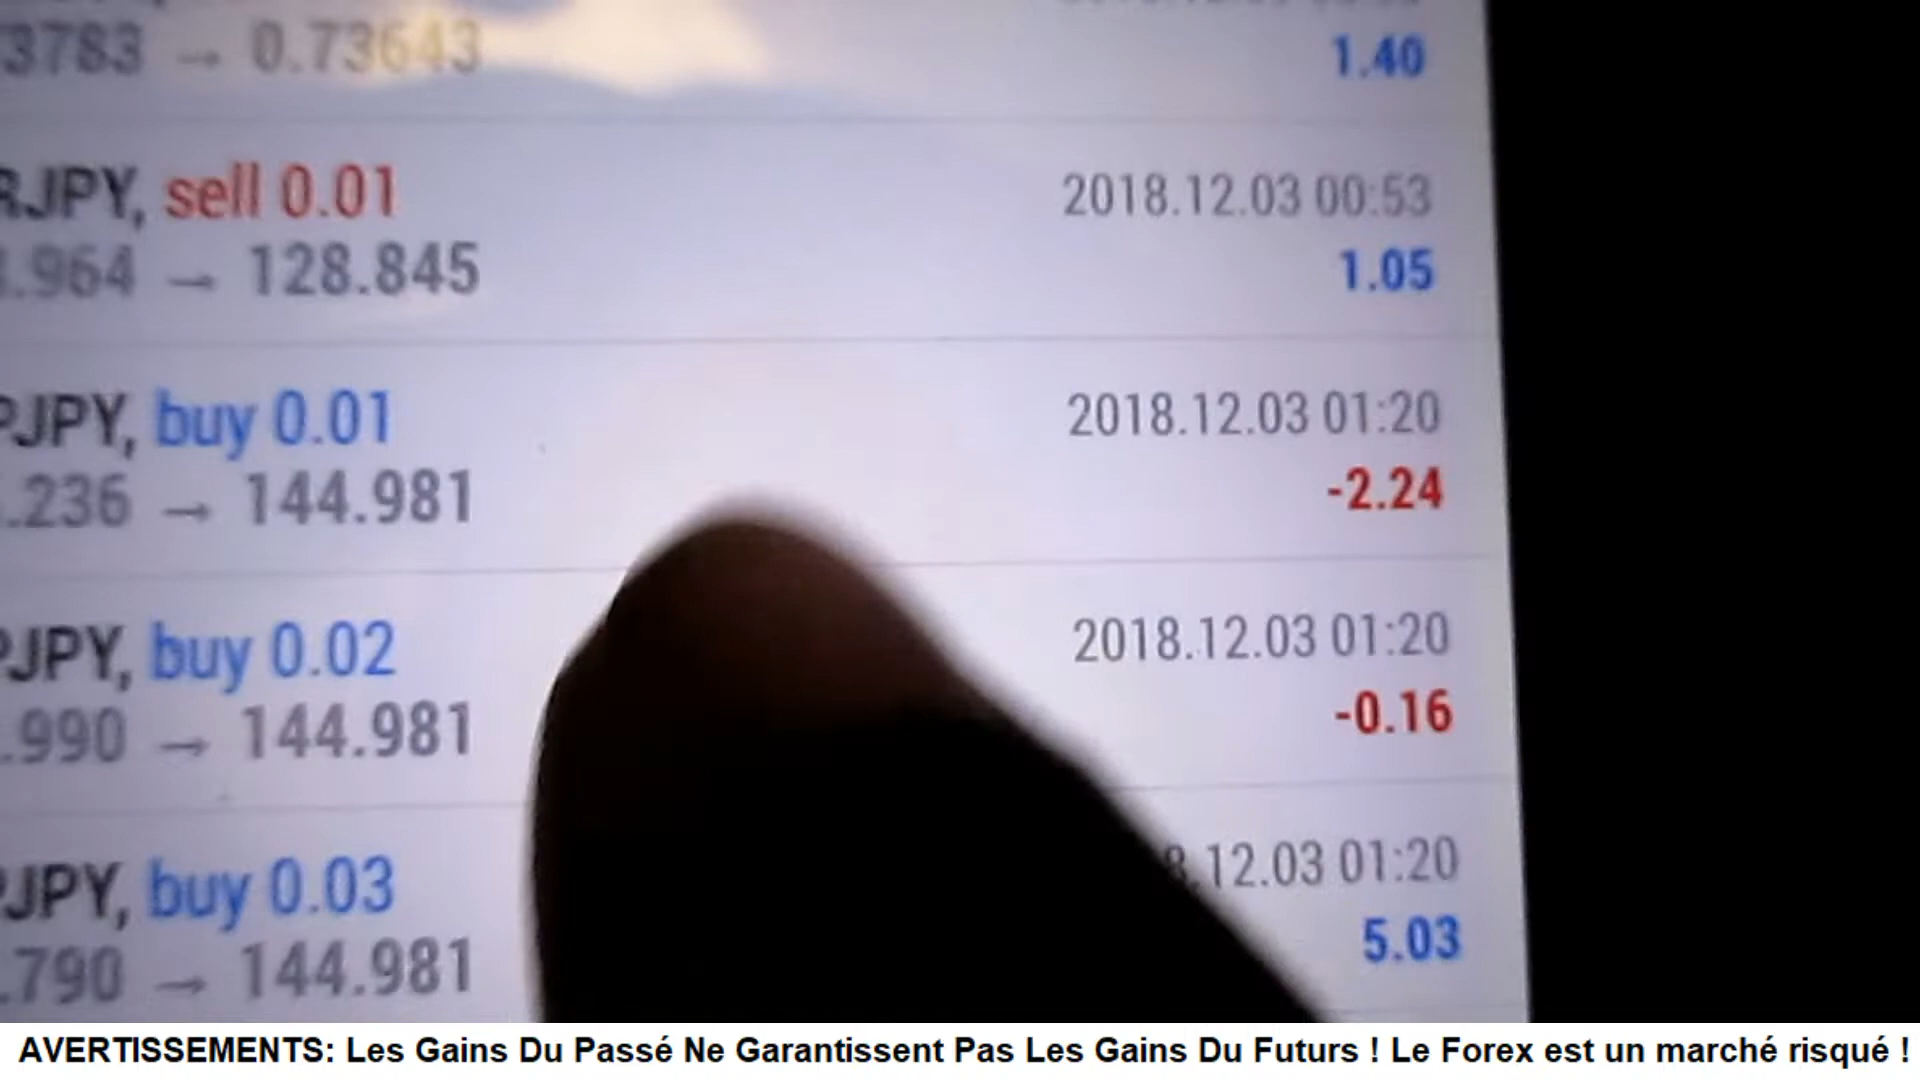 3783 → 0.73643
1.40
RJPY, sell 0.01
2018.12.03 00:53
.964 → 128.845
1.05
PJPY, buy 0.01
2018.12.03 01:20
.236 → 144.981
-2.24
PJPY, buy 0.02
2018.12.03 01:20
.990 → 144.981
-0.16
PJPY, buy 0.03
8.12.03 01:20
.790 → 144.981
5.03
AVERTISSEMENTS: Les Gains Du Passé Ne Garantissent Pas Les Gains Du Futurs ! Le Forex est un marché risqué !